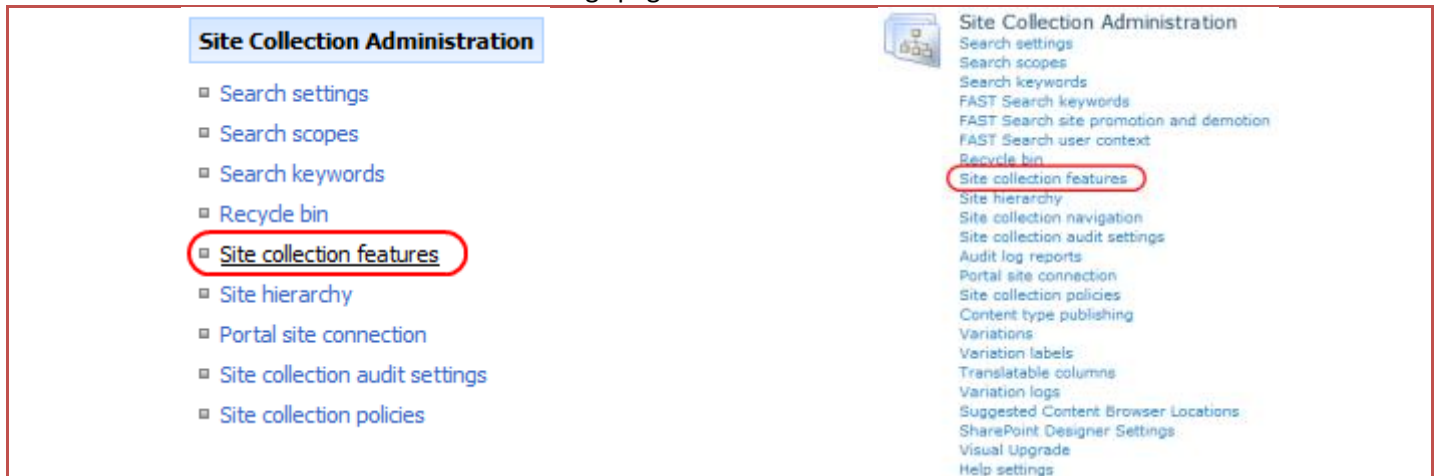 Site Collection Administration
Search settings
Search scopes
Search keywords
Recycle bin
Site collection features
Site hierarchy
Portal site connection
Site collection audit settings
Site collection policies
Site Collection Administration
Search settings
Search scopes
Search keywords
FAST Search keywords
FAST Search site promotion and demotion
FAST Search user context
Recycle bin
Site collection features
Site hierarchy
Site collection navigation
Site collection audit settings
Audit log reports
Portal site connection
Site collection policies
Content type publishing
Variations
Variation labels
Translatable columns
Variation logs
Suggested Content Browser Locations
SharePoint Designer Settings
Visual Upgrade
Help settings